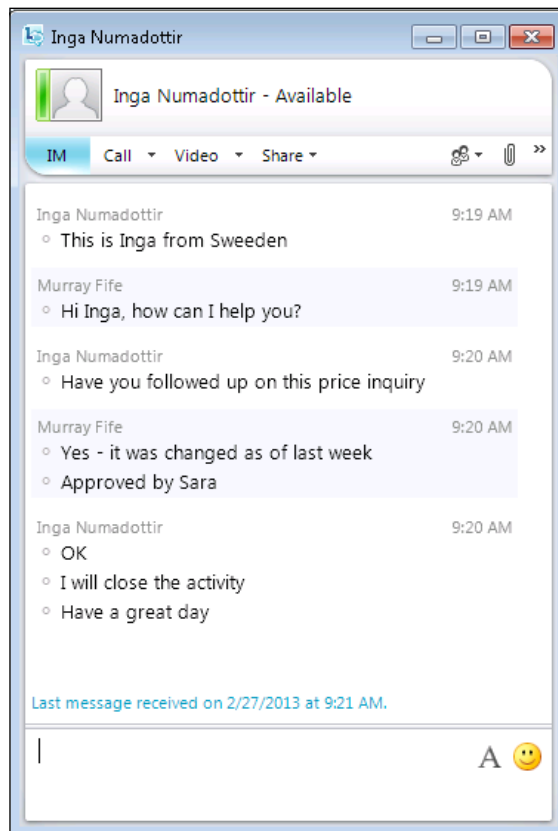 Inga Numadottir
Inga Numadottir - Available
IM Call Video Share
Inga Numadottir 9:19 AM
This is Inga from Sweeden
Murray Fife 9:19 AM
Hi Inga, how can I help you?
Inga Numadottir 9:20 AM
Have you followed up on this price inquiry
Murray Fife 9:20 AM
Yes - it was changed as of last week
Approved by Sara
Inga Numadottir 9:20 AM
OK
I will close the activity
Have a great day
Last message received on 2/27/2013 at 9:21 AM.
A